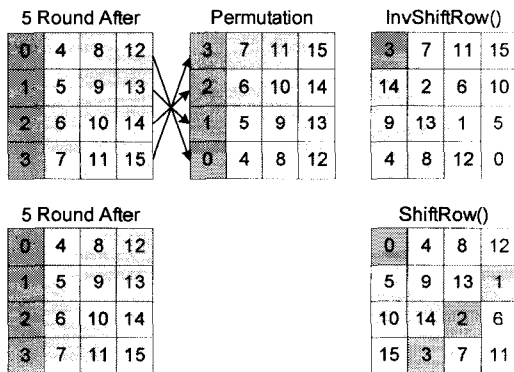 5 Round After Permutation InvShiftRow()
0 4 8 12 3 7 11 15 3 7 11 15
1 5 9 13 2 6 10 14 14 2 6 10
2 6 10 14 1 5 9 13 9 13 1 5
3 7 11 15 0 4 8 12 4 8 12 0
5 Round After ShiftRow()
0 4 8 12 0 4 8 12
1 5 9 13 5 9 13 1
2 6 10 14 10 14 2 6
3 7 11 15 15 3 7 11